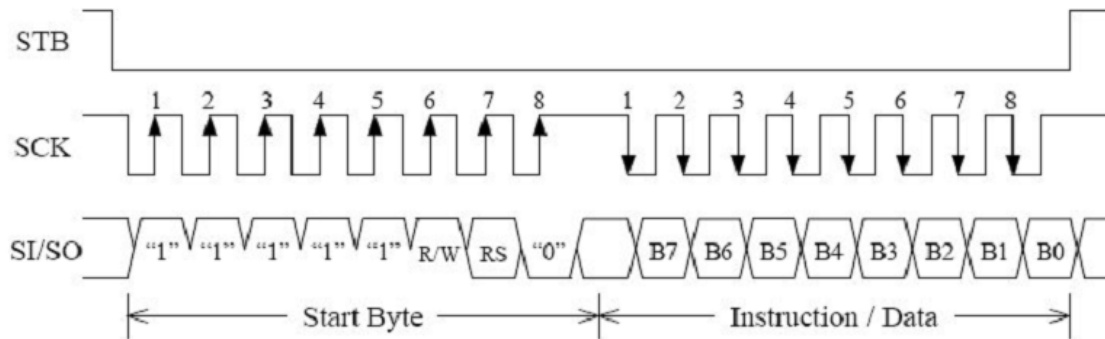 STB
1 2 3 4 5 6 7 8 1 2 3 4 5 6 7 8
SCK
SI/SO “1” “1” “1” “1” “1” R/W RS “0” B7 B6 B5 B4 B3 B2 B1 B0
Start Byte Instruction / Data